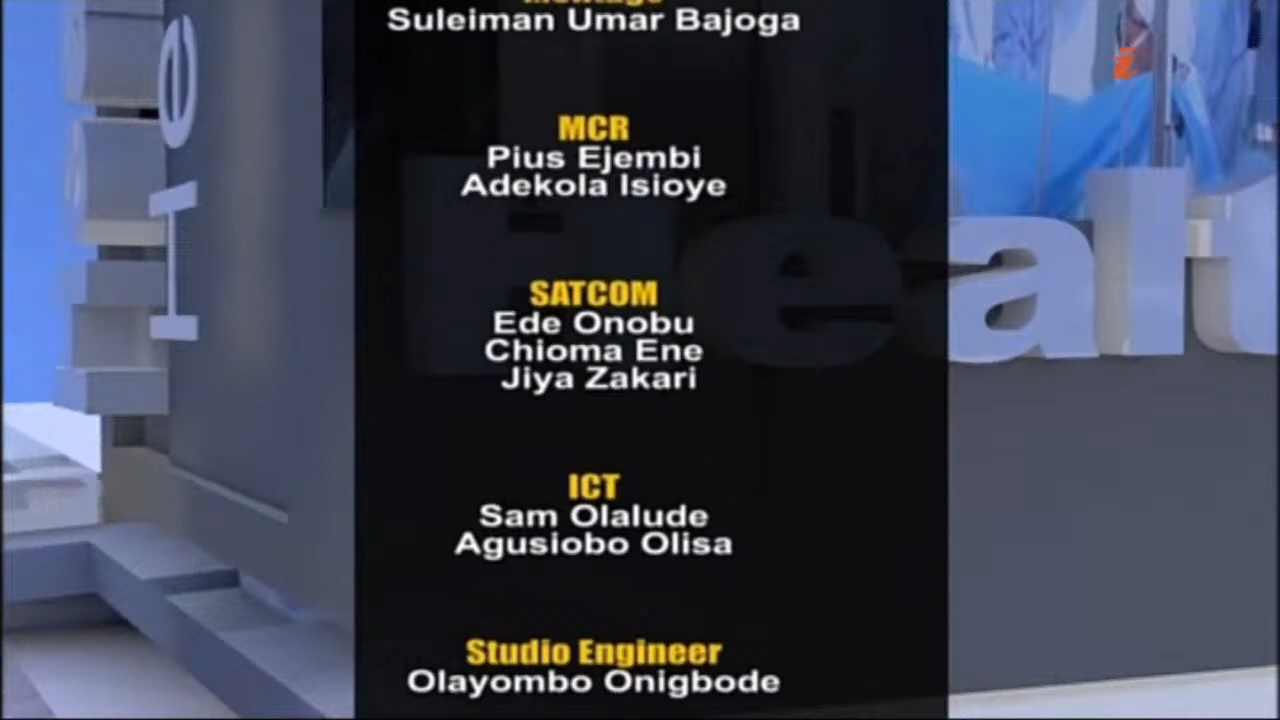 Suleiman Umar Bajoga
MCR
Pius Ejembi
Adekola Isioye
SATCOM
Ede Onobu
Chioma Ene
Jiya Zakari
ICT
Sam Olalude
Agusiobo Olisa
Studio Engineer
Olayombo Onigbode